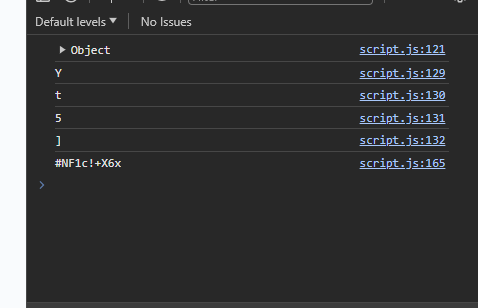 Default levels ▼ No Issues
▶ Object script.js:121
Y script.js:129
t script.js:130
5 script.js:131
] script.js:132
#NF1c!+X6x script.js:165
>